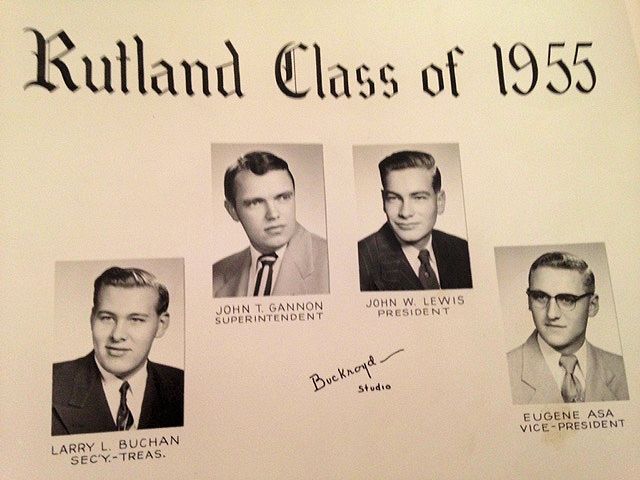 Rutland Class of 1955
JOHN T. GANNON
SUPERINTENDENT
JOHN W. LEWIS
PRESIDENT
LARRY L. BUCHAN
SEC'Y.-TREAS.
Bucknoyd
Studio
EUGENE ASA
VICE-PRESIDENT